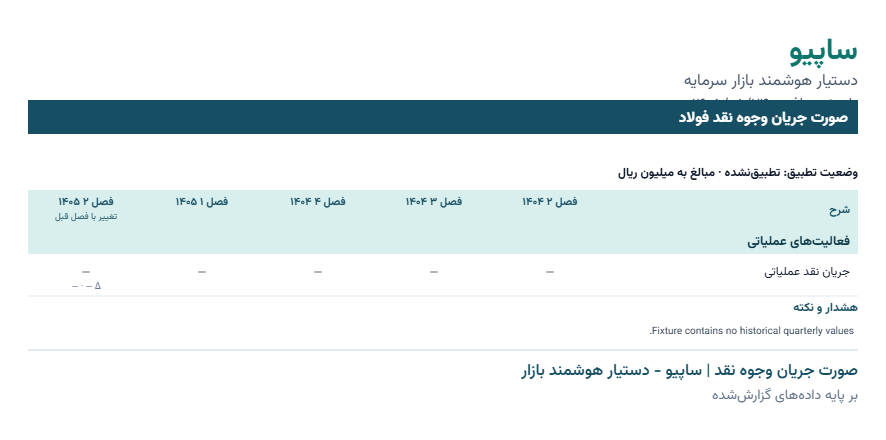 ساپیو
دستیار هوشمند بازار سرمایه
صورت جریان وجوه نقد فولاد
وضعیت تطبیق: تطبیق‌نشده · مبالغ به میلیون ریال
شرح فصل ۲ ۱۴۰۴ فصل ۳ ۱۴۰۴ فصل ۴ ۱۴۰۴ فصل ۱ ۱۴۰۵ فصل ۲ ۱۴۰۵
تغییر با فصل قبل
فعالیت‌های عملیاتی
جریان نقد عملیاتی — — — — —
Δ — · —
هشدار و نکته
Fixture contains no historical quarterly values.
صورت جریان وجوه نقد | ساپیو - دستیار هوشمند بازار
بر پایه داده‌های گزارش‌شده